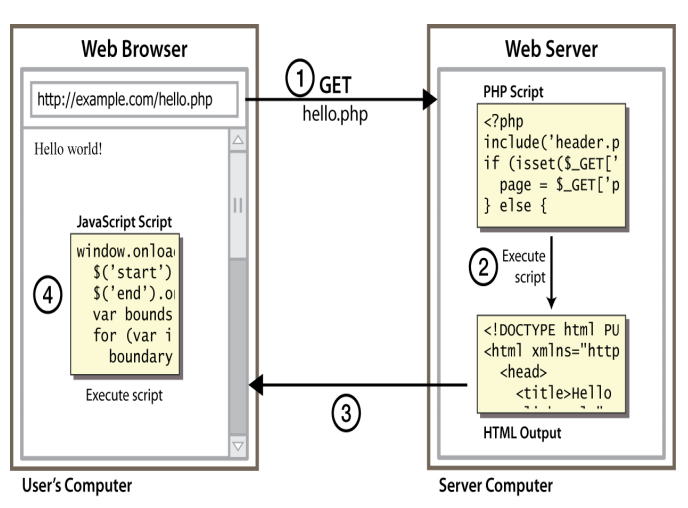 Web Browser
http://example.com/hello.php
Hello world!
JavaScript Script
window.onloa
$('start')
$('end').o
var bounds
for (var i
boundary
4
Execute script
User's Computer
1 GET
hello.php
3
Web Server
PHP Script
<?php
include('header.p
if (isset($_GET['
page = $_GET['p
} else {
2
Execute
script
<!DOCTYPE html PU
<html xmlns="http
<head>
<title>Hello
HTML Output
Server Computer